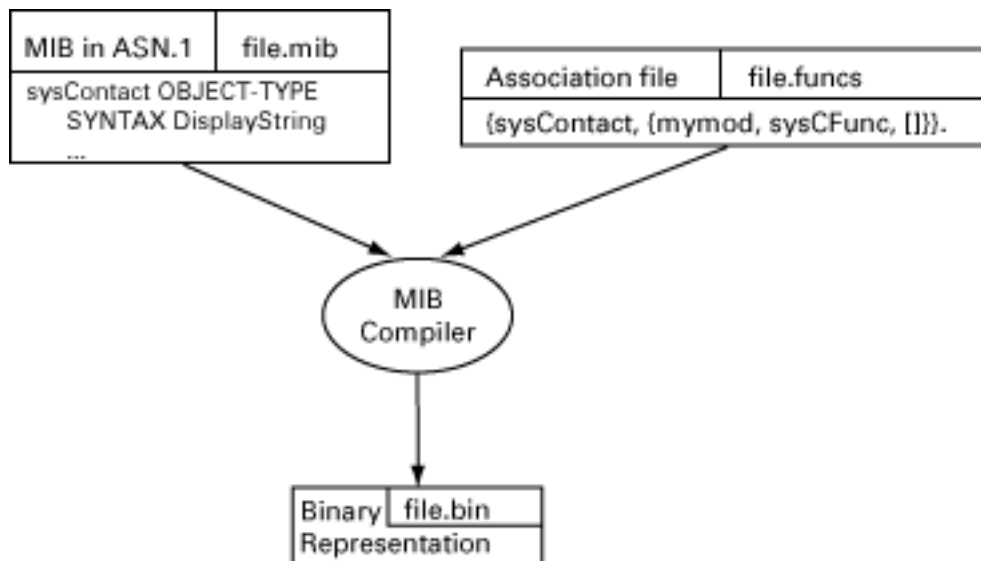 MIB in ASN.1
file.mib
sysContact OBJECT-TYPE
SYNTAX DisplayString
...
Association file
file.funcs
{sysContact, {mymod, sysCFunc, []}}.
MIB
Compiler
Binary
file.bin
Representation